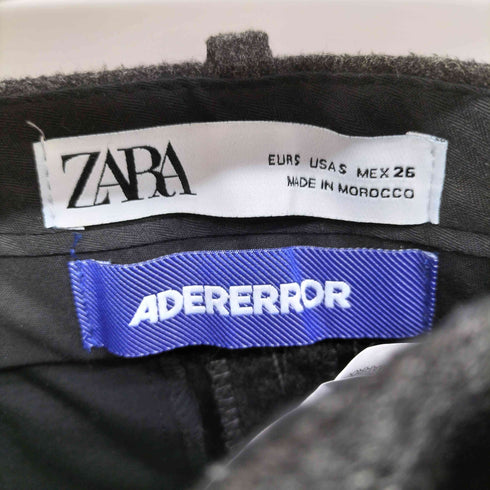 ZARA
EUR S USA S MEX 26
MADE IN MOROCCO
ADERERROR